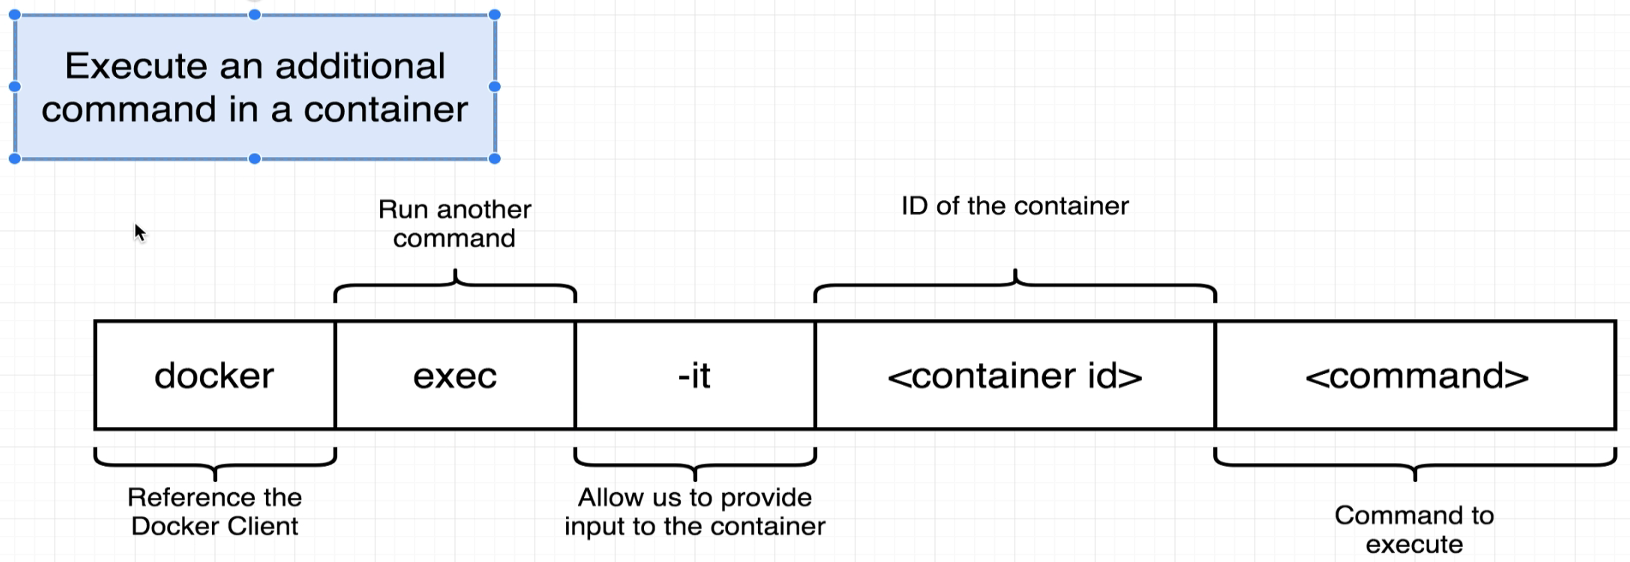 Execute an additional
command in a container
Run another
command
ID of the container
docker
exec
-it
<container id>
<command>
Reference the
Docker Client
Allow us to provide
input to the container
Command to
execute